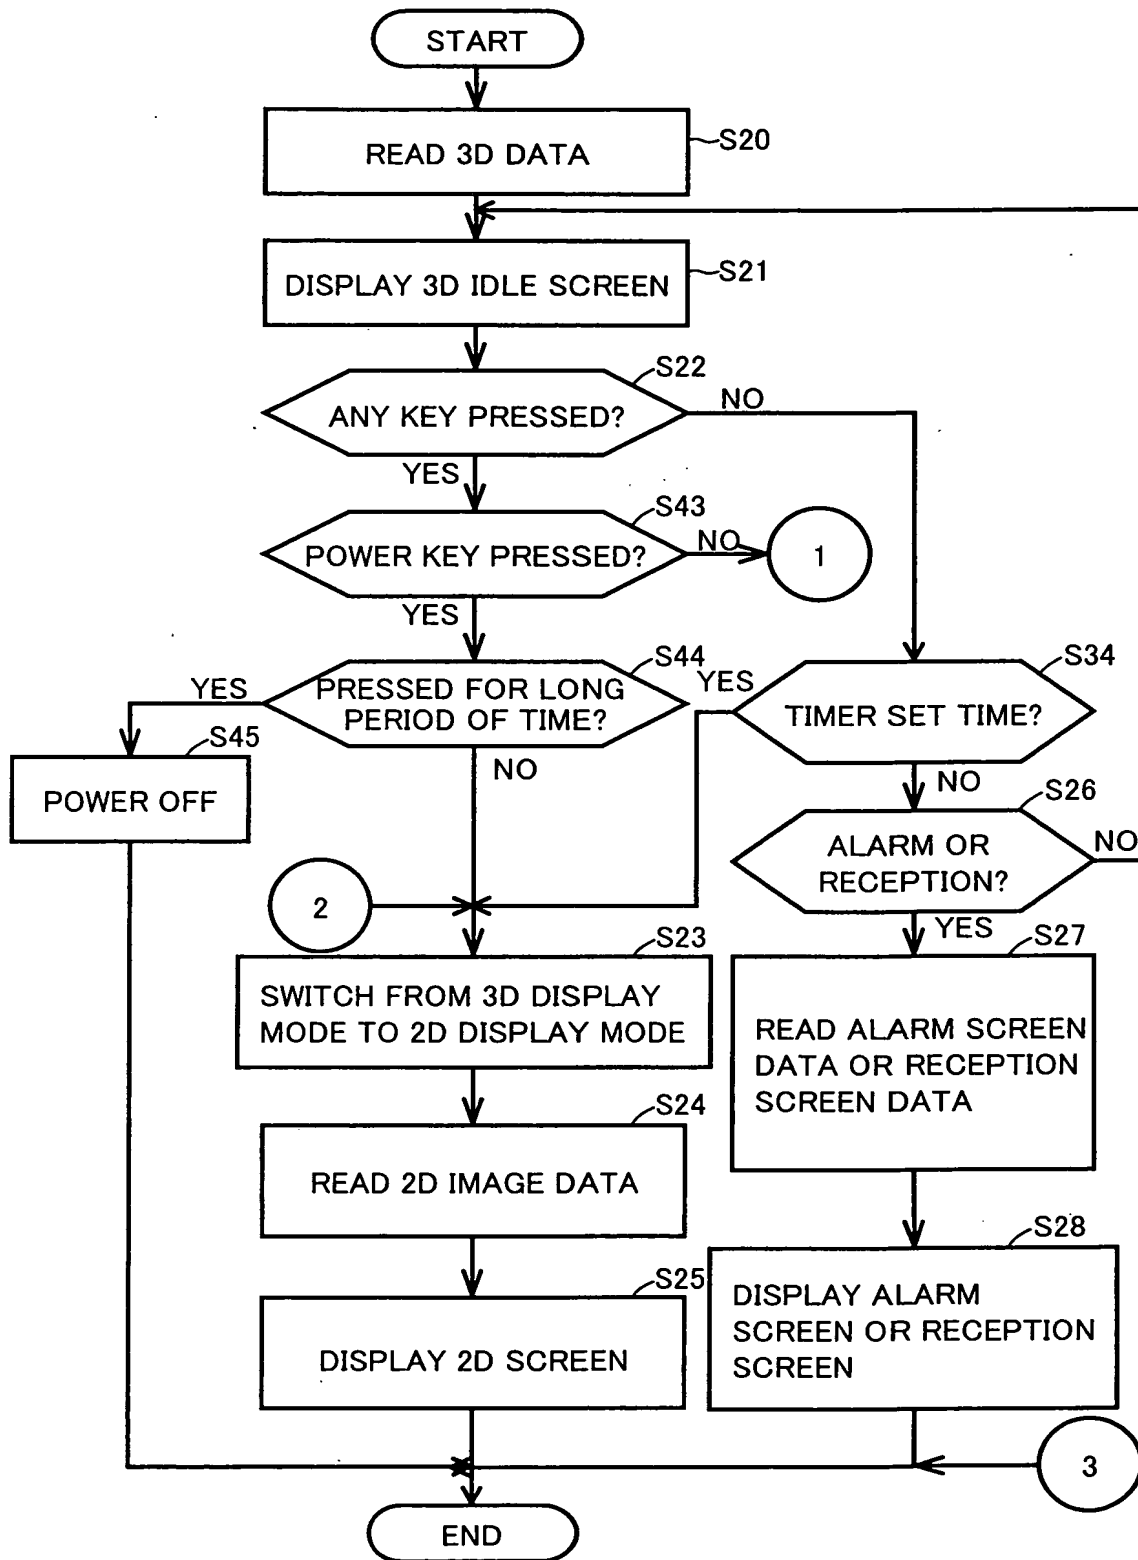 START
READ 3D DATA
S20
DISPLAY 3D IDLE SCREEN
S21
S22
ANY KEY PRESSED?
NO
YES
S43
POWER KEY PRESSED?
NO
1
YES
S44
PRESSED FOR LONG
PERIOD OF TIME?
YES
NO
S34
TIMER SET TIME?
YES
NO
S45
POWER OFF
S26
ALARM OR
RECEPTION?
NO
YES
2
S23
SWITCH FROM 3D DISPLAY
MODE TO 2D DISPLAY MODE
S27
READ ALARM SCREEN
DATA OR RECEPTION
SCREEN DATA
S24
READ 2D IMAGE DATA
S28
DISPLAY ALARM
SCREEN OR RECEPTION
SCREEN
S25
DISPLAY 2D SCREEN
3
END